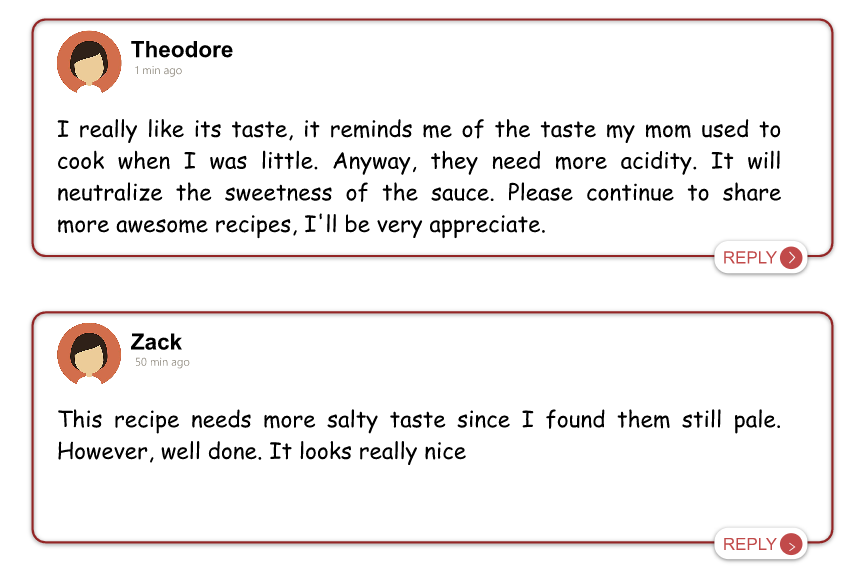 Theodore
1 min ago
I really like its taste, it reminds me of the taste my mom used to
cook when I was little. Anyway, they need more acidity. It will
neutralize the sweetness of the sauce. Please continue to share
more awesome recipes, I'll be very appreciate.
REPLY
Zack
50 min ago
This recipe needs more salty taste since I found them still pale.
However, well done. It looks really nice
REPLY